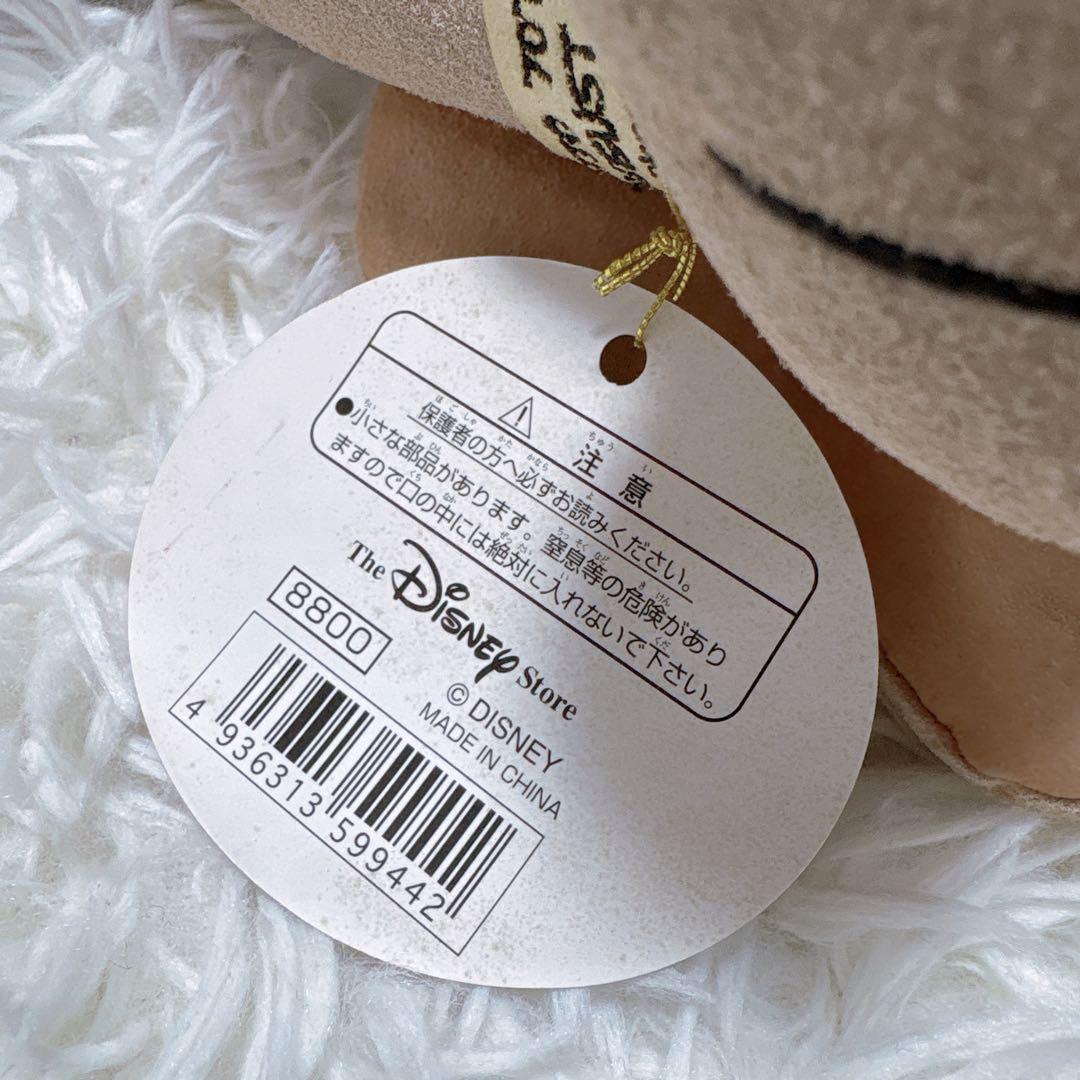 注意
保護者の方へ必ずお読みください。
●小さな部品があります。窒息等の危険があり
ますので口の中には絶対に入れないで下さい。
The Disney Store
8800
© DISNEY
MADE IN CHINA
4 936313 599442